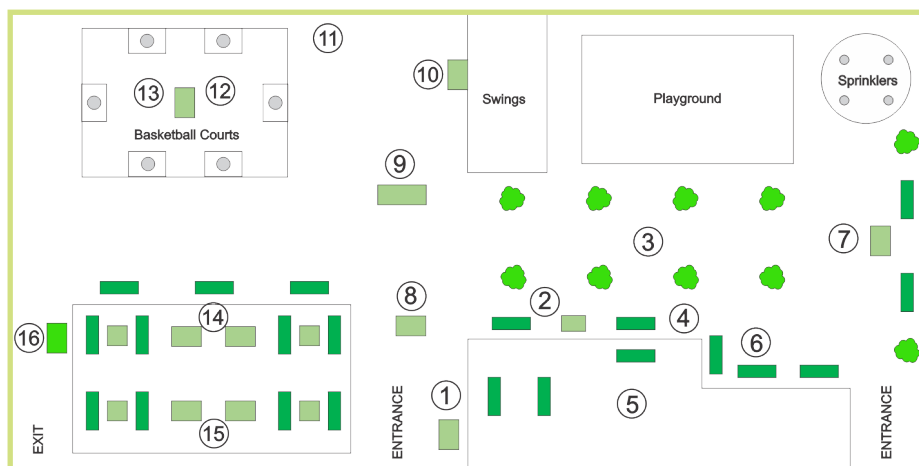 11
10
13
12
Swings
Playground
Sprinklers
Basketball Courts
9
3
7
2
14
8
4
16
6
1
5
15
EXIT
ENTRANCE
ENTRANCE